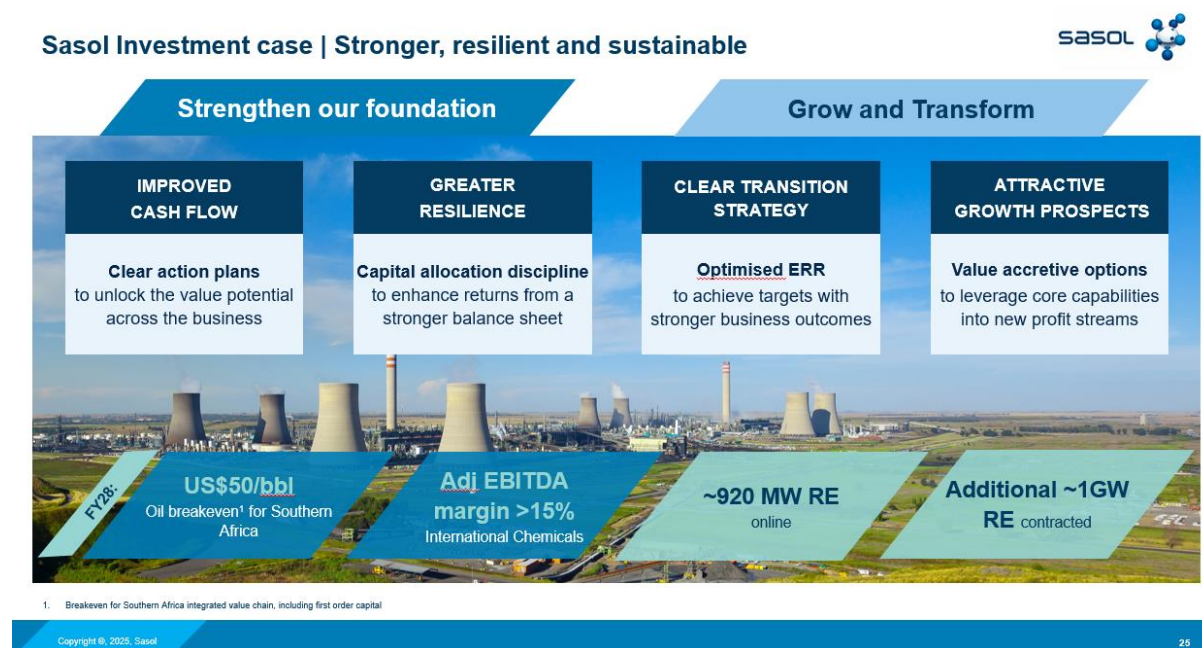 Sasol Investment case | Stronger, resilient and sustainable
sasol
Strengthen our foundation
Grow and Transform
IMPROVED
CASH FLOW
Clear action plans
to unlock the value potential
across the business
GREATER
RESILIENCE
Capital allocation discipline
to enhance returns from a
stronger balance sheet
CLEAR TRANSITION
STRATEGY
Optimised ERR
to achieve targets with
stronger business outcomes
ATTRACTIVE
GROWTH PROSPECTS
Value accretive options
to leverage core capabilities
into new profit streams
FY28:
US$50/bbl
Oil breakeven¹ for Southern
Africa
Adj EBITDA
margin >15%
International Chemicals
~920 MW RE
online
Additional ~1GW
RE contracted
1. Breakeven for Southern Africa integrated value chain, including first order capital
Copyright ©, 2025, Sasol
25